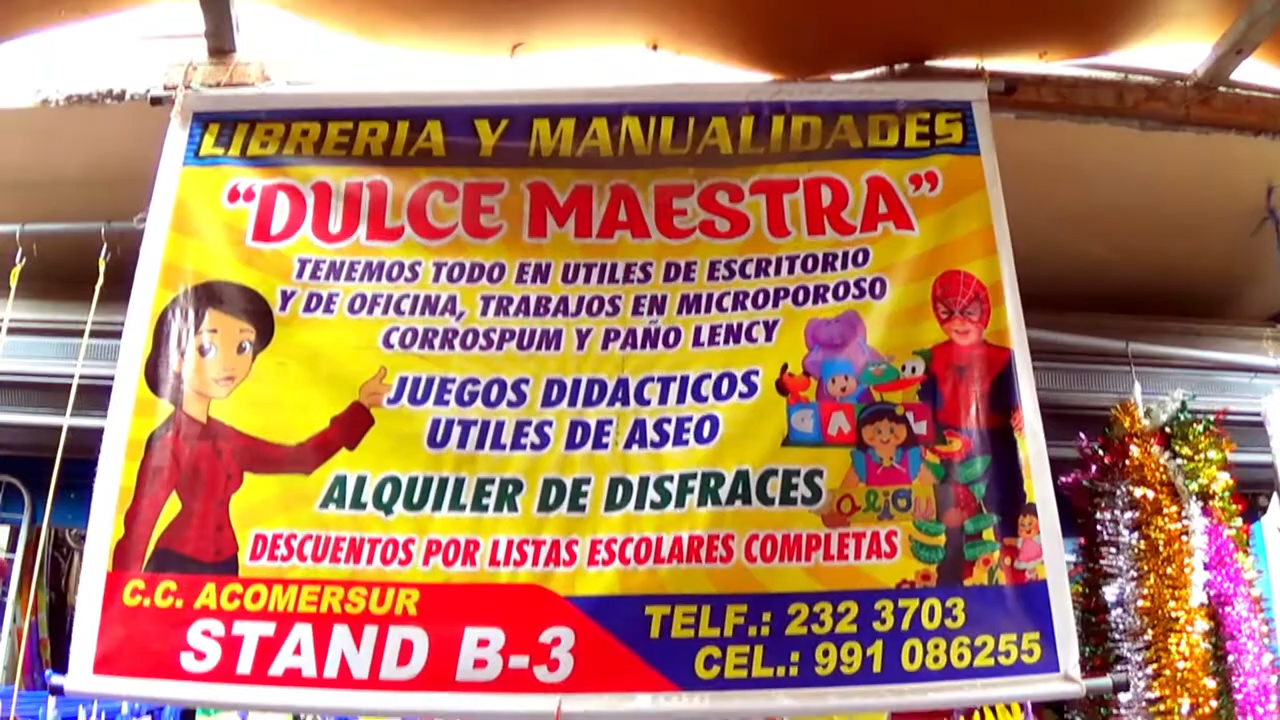 LIBRERIA Y MANUALIDADES
"DULCE MAESTRA"
TENEMOS TODO EN UTILES DE ESCRITORIO
Y DE OFICINA, TRABAJOS EN MICROPOROSO
CORROSPUM Y PAÑO LENCY
JUEGOS DIDACTICOS
UTILES DE ASEO
ALQUILER DE DISFRACES
DESCUENTOS POR LISTAS ESCOLARES COMPLETAS
C.C. ACOMERSUR
STAND B-3
TELF.: 232 3703
CEL.: 991 086255